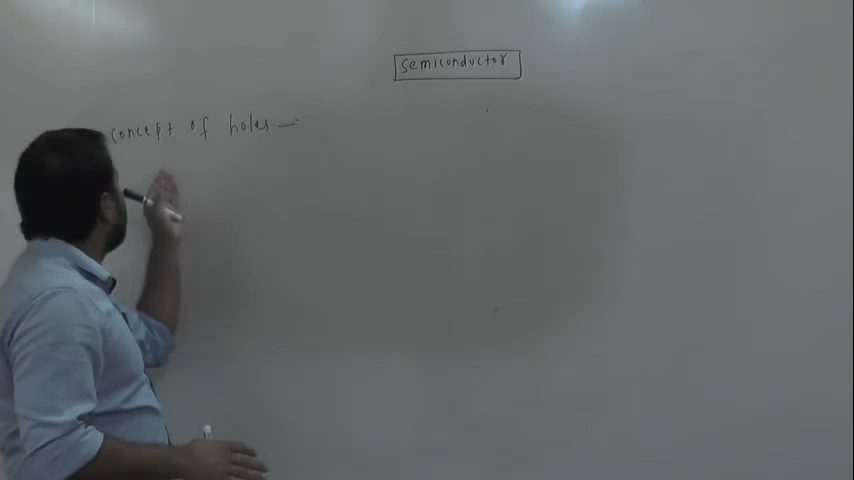 semiconductor
concept of holes —